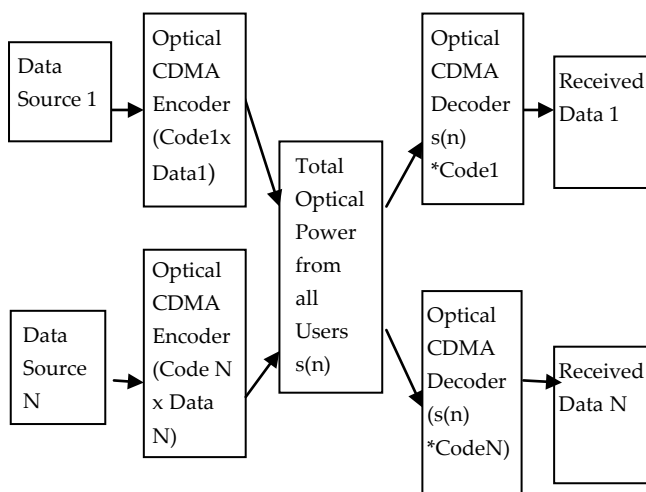 Data
Source 1
Optical
CDMA
Encoder
(Code1x
Data1)
Total
Optical
Power
from
all
Users
s(n)
Optical
CDMA
Decoder
s(n)
*Code1
Received
Data 1
Data
Source
N
Optical
CDMA
Encoder
(Code N
x Data
N)
Optical
CDMA
Decoder
(s(n)
*CodeN)
Received
Data N